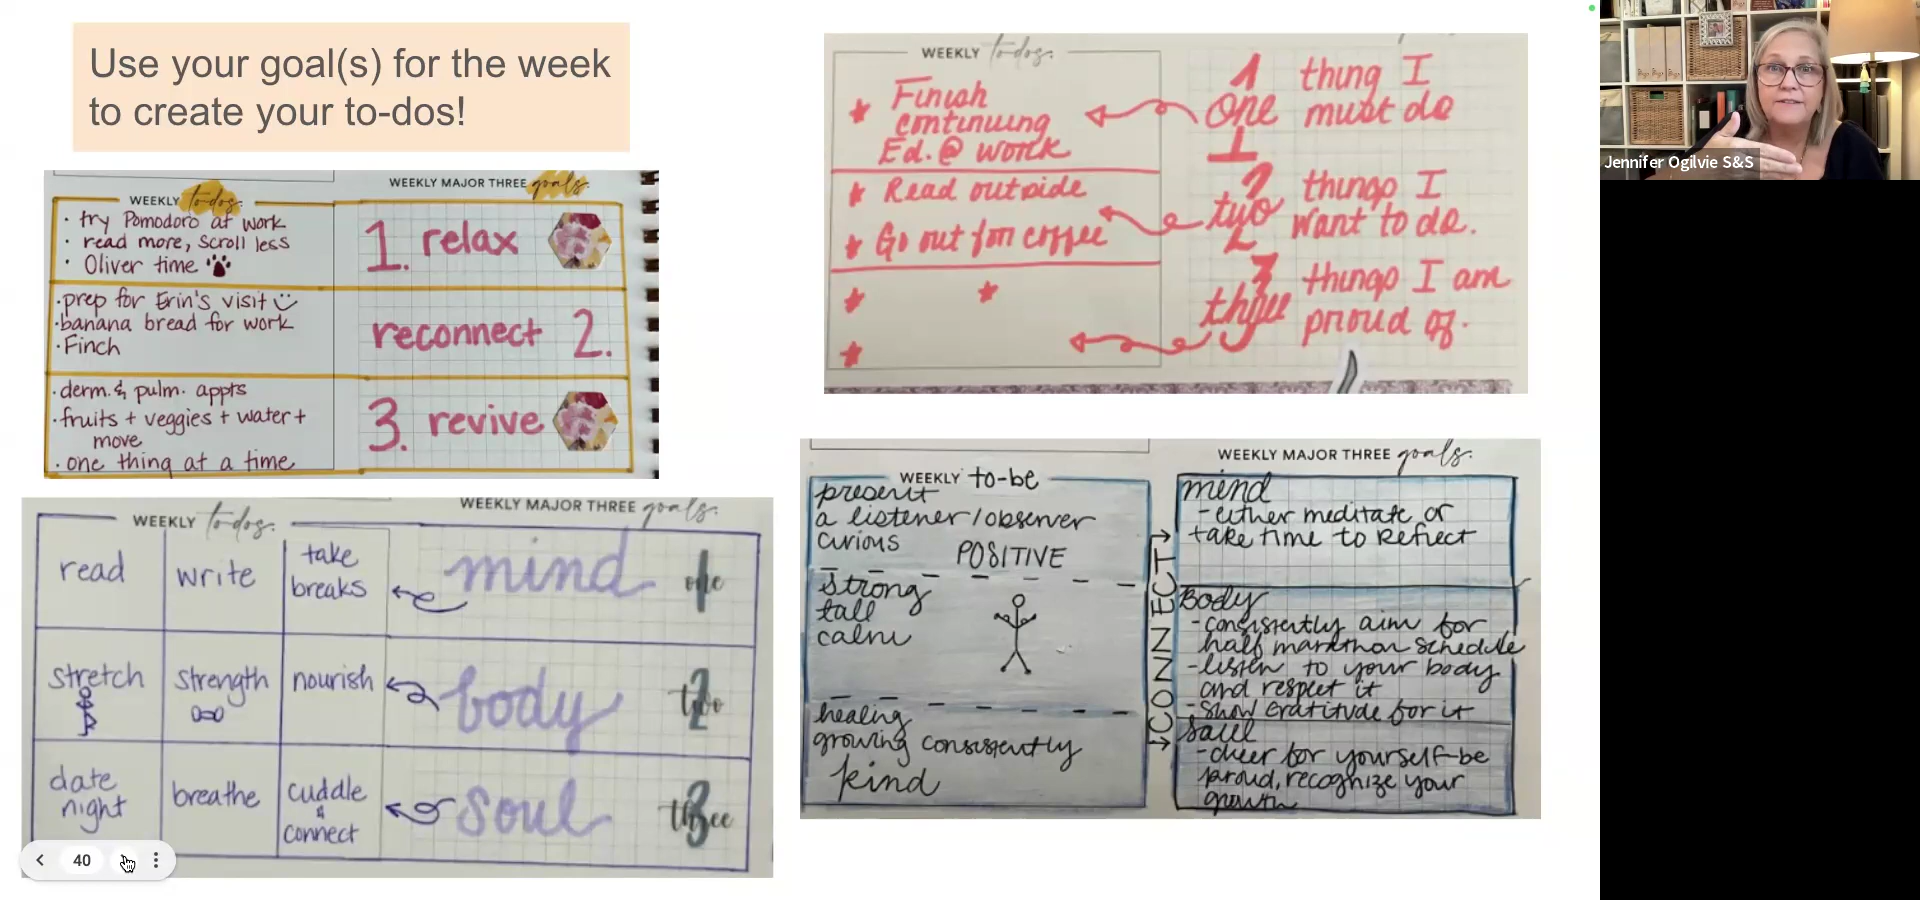 Use your goal(s) for the week
to create your to-dos!
WEEKLY to-dos.
WEEKLY MAJOR THREE goals.
· try Pomodoro at work
· read more, scroll less
· Oliver time
1. relax
·prep for Erin's visit
·banana bread for work
·Finch
reconnect 2.
·derm. & pulm. appts
·fruits + veggies + water +
move
· one thing at a time
3. revive
WEEKLY to-dos.
Finish
continuing
Ed. @ work
Read outside
Go out for coffee
1
one
thing I
must do
2
two
things I
want to do.
3
three
things I am
proud of.
WEEKLY to-dos.
WEEKLY MAJOR THREE goals.
read
write
take
breaks
mind
1
one
stretch
strength
nourish
body
2
two
date
night
breathe
cuddle
&
connect
soul
3
three
WEEKLY to-be
present
a listener/observer
curious
POSITIVE
strong
tall
calm
healing
growing consistently
kind
CONNECT
WEEKLY MAJOR THREE goals.
mind
- either meditate or
take time to reflect
Body
- consistently aim for
half marathon schedule
- listen to your body
and respect it
- show gratitude for it
Soul
- cheer for yourself-be
proud, recognize your
growth
40
Jennifer Ogilvie S&S